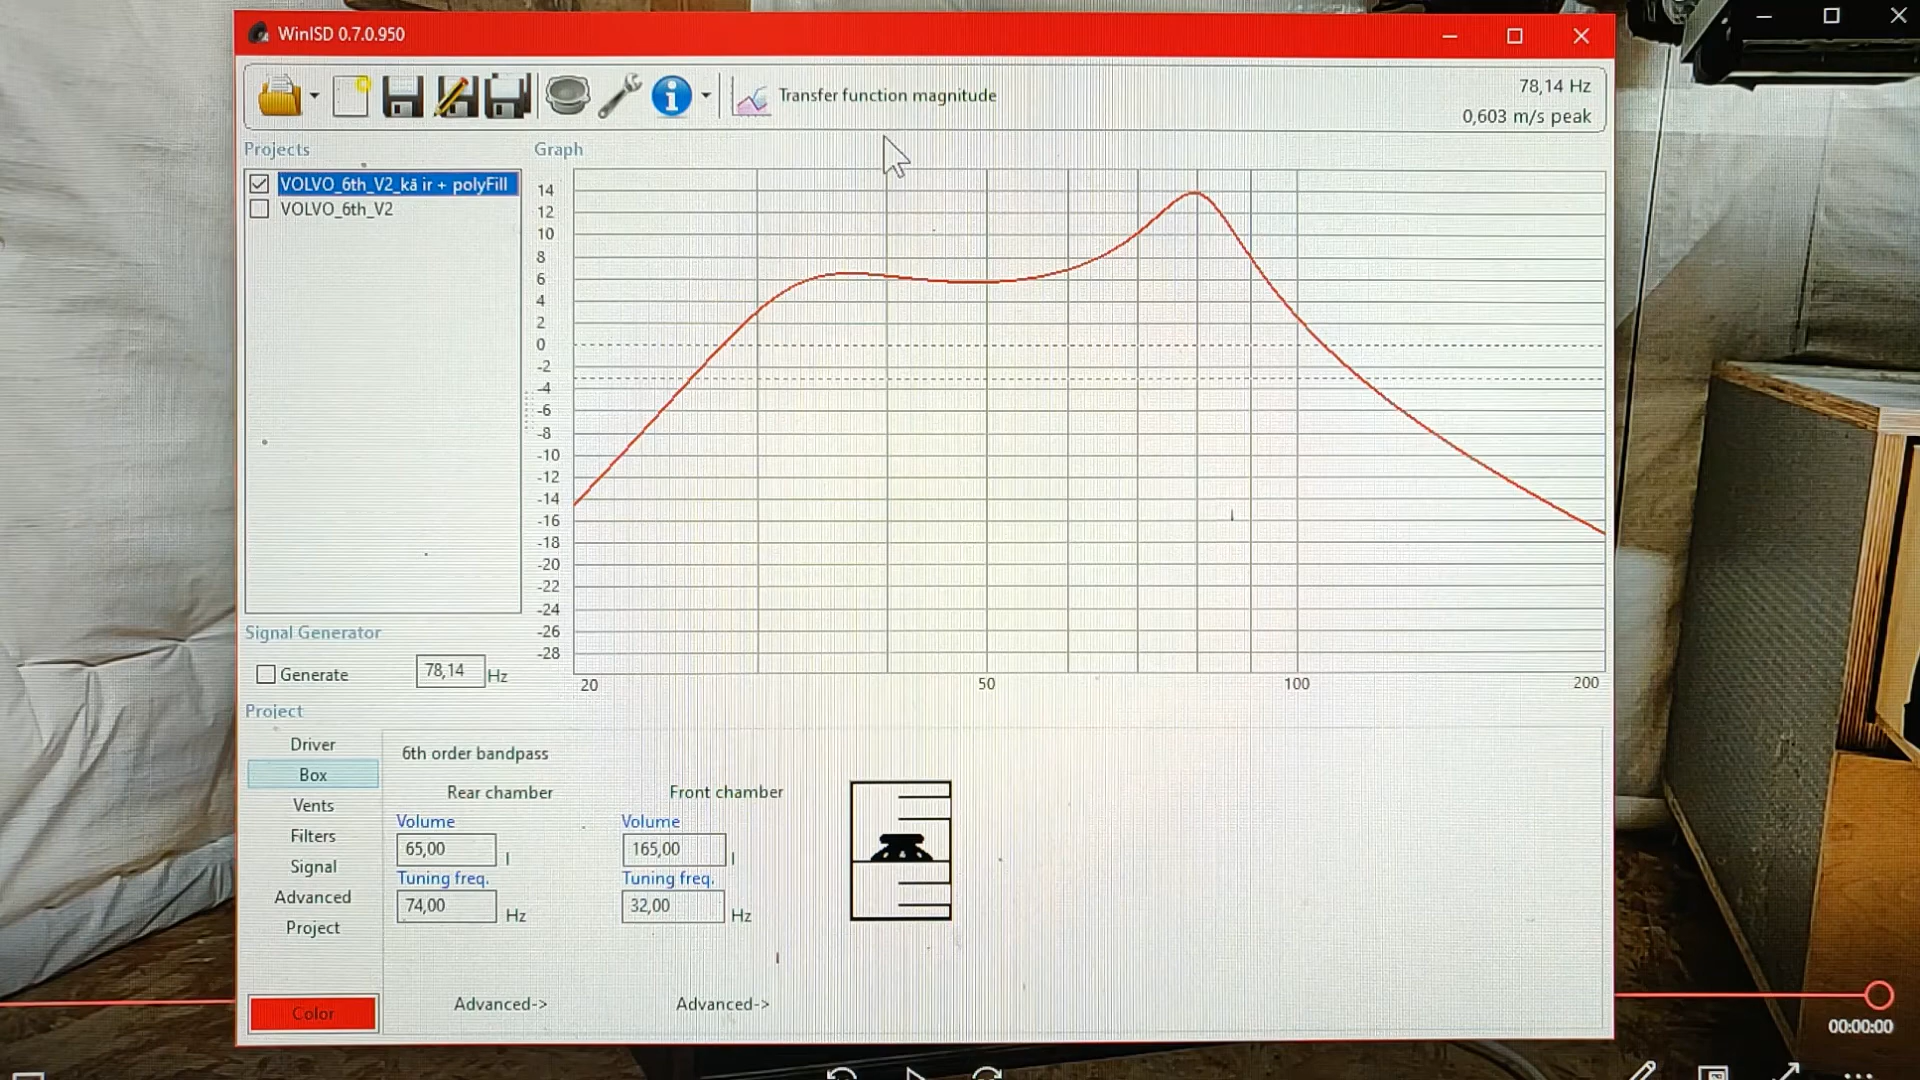 WinISD 0.7.0.950
Transfer function magnitude
78,14 Hz
0,603 m/s peak
Projects
Graph
VOLVO_6th_V2_kā ir + polyFill
VOLVO_6th_V2
14
12
10
8
6
4
2
0
-2
-4
-6
-8
-10
-12
-14
-16
-18
-20
-22
-24
-26
-28
20
50
100
200
Signal Generator
Generate
78,14
Hz
Project
Driver
Box
Vents
Filters
Signal
Advanced
Project
Color
6th order bandpass
Rear chamber
Front chamber
Volume
Volume
65,00 l
165,00 l
Tuning freq.
Tuning freq.
74,00 Hz
32,00 Hz
Advanced->
Advanced->
00:00:00